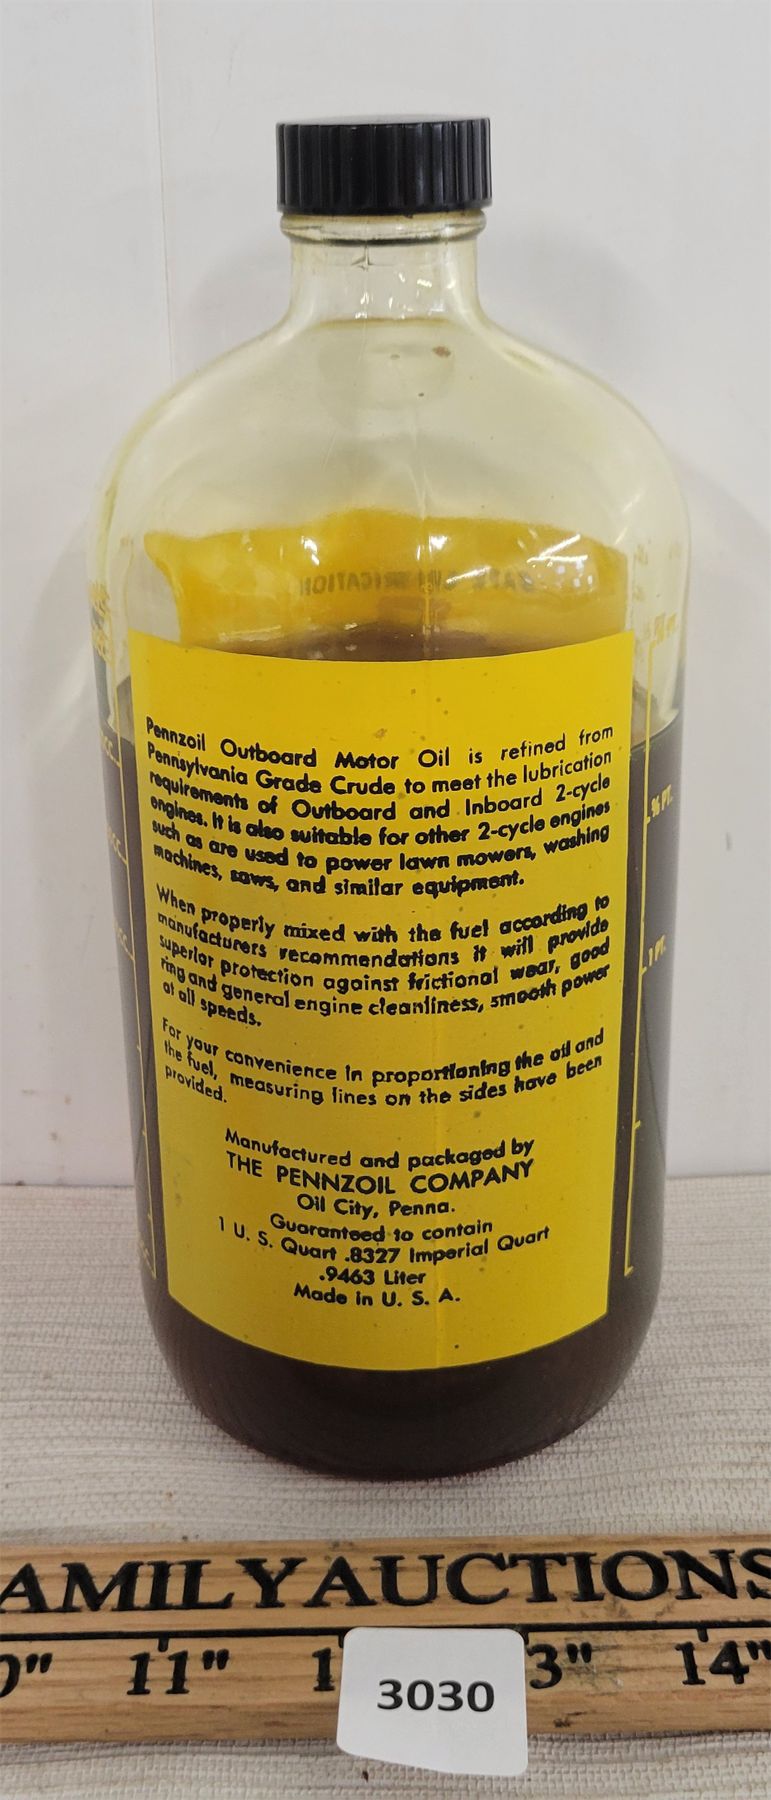 Pennzoil Outboard Motor Oil is refined from
Pennsylvania Grade Crude to meet the lubrication
requirements of Outboard and Inboard 2-cycle
engines. It is also suitable for other 2-cycle engines
such as are used to power lawn mowers, washing
machines, saws, and similar equipment.
When properly mixed with the fuel according to
manufacturers recommendations it will provide
superior protection against frictional wear, good
ring and general engine cleanliness, smooth power
at all speeds.
For your convenience in proportioning the oil and
the fuel, measuring lines on the sides have been
provided.
Manufactured and packaged by
THE PENNZOIL COMPANY
Oil City, Penna.
Guaranteed to contain
1 U. S. Quart .8327 Imperial Quart
.9463 Liter
Made in U. S. A.
1 PT.
AMILY AUCTIONS
0" 11" 1 3" 14"
3030